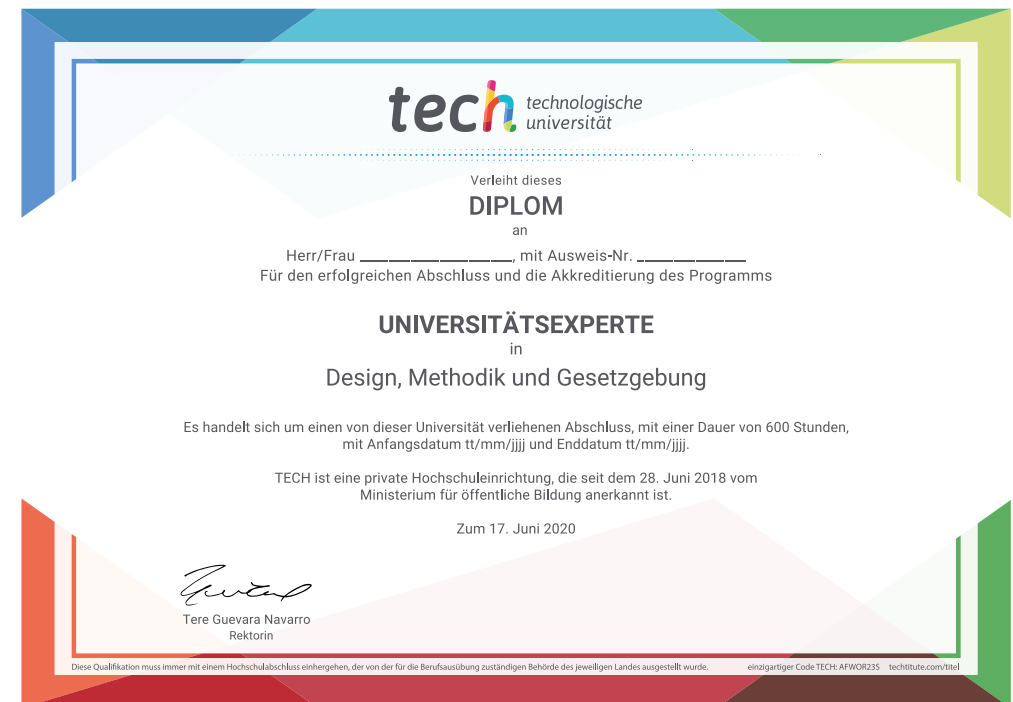 tech technologische
universität
Verleiht dieses
DIPLOM
an
Herr/Frau ____________________, mit Ausweis-Nr. ______________
Für den erfolgreichen Abschluss und die Akkreditierung des Programms
UNIVERSITÄTSEXPERTE
in
Design, Methodik und Gesetzgebung
Es handelt sich um einen von dieser Universität verliehenen Abschluss, mit einer Dauer von 600 Stunden,
mit Anfangsdatum tt/mm/jjjj und Enddatum tt/mm/jjjj.
TECH ist eine private Hochschuleinrichtung, die seit dem 28. Juni 2018 vom
Ministerium für öffentliche Bildung anerkannt ist.
Zum 17. Juni 2020
Tere Guevara Navarro
Rektorin
Diese Qualifikation muss immer mit einem Hochschulabschluss einhergehen, der von der für die Berufsausübung zuständigen Behörde des jeweiligen Landes ausgestellt wurde. einzigartiger Code TECH: AFWOR23S techtitute.com/titel